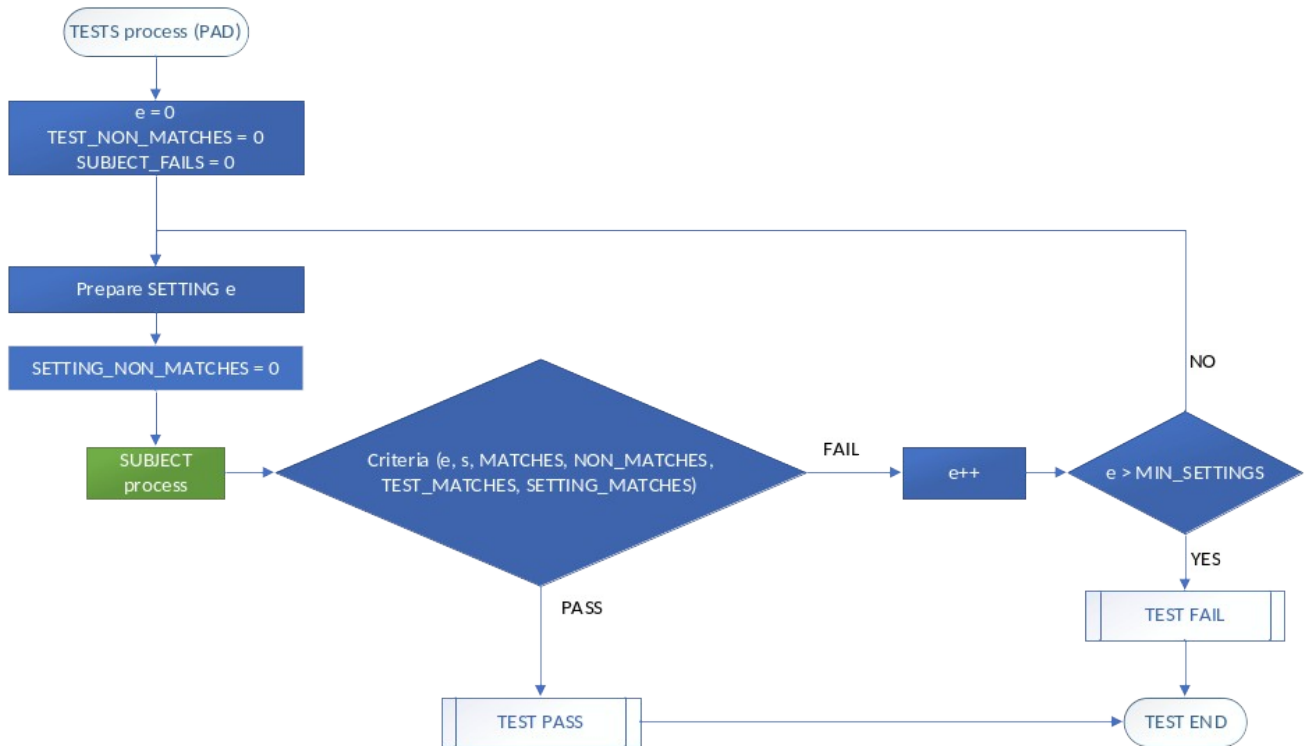 TESTS process (PAD)
e = 0
TEST_NON_MATCHES = 0
SUBJECT_FAILS = 0
Prepare SETTING e
SETTING_NON_MATCHES = 0
SUBJECT
process
Criteria (e, s, MATCHES, NON_MATCHES,
TEST_MATCHES, SETTING_MATCHES)
FAIL
e++
e > MIN_SETTINGS
NO
YES
PASS
TEST FAIL
TEST PASS
TEST END